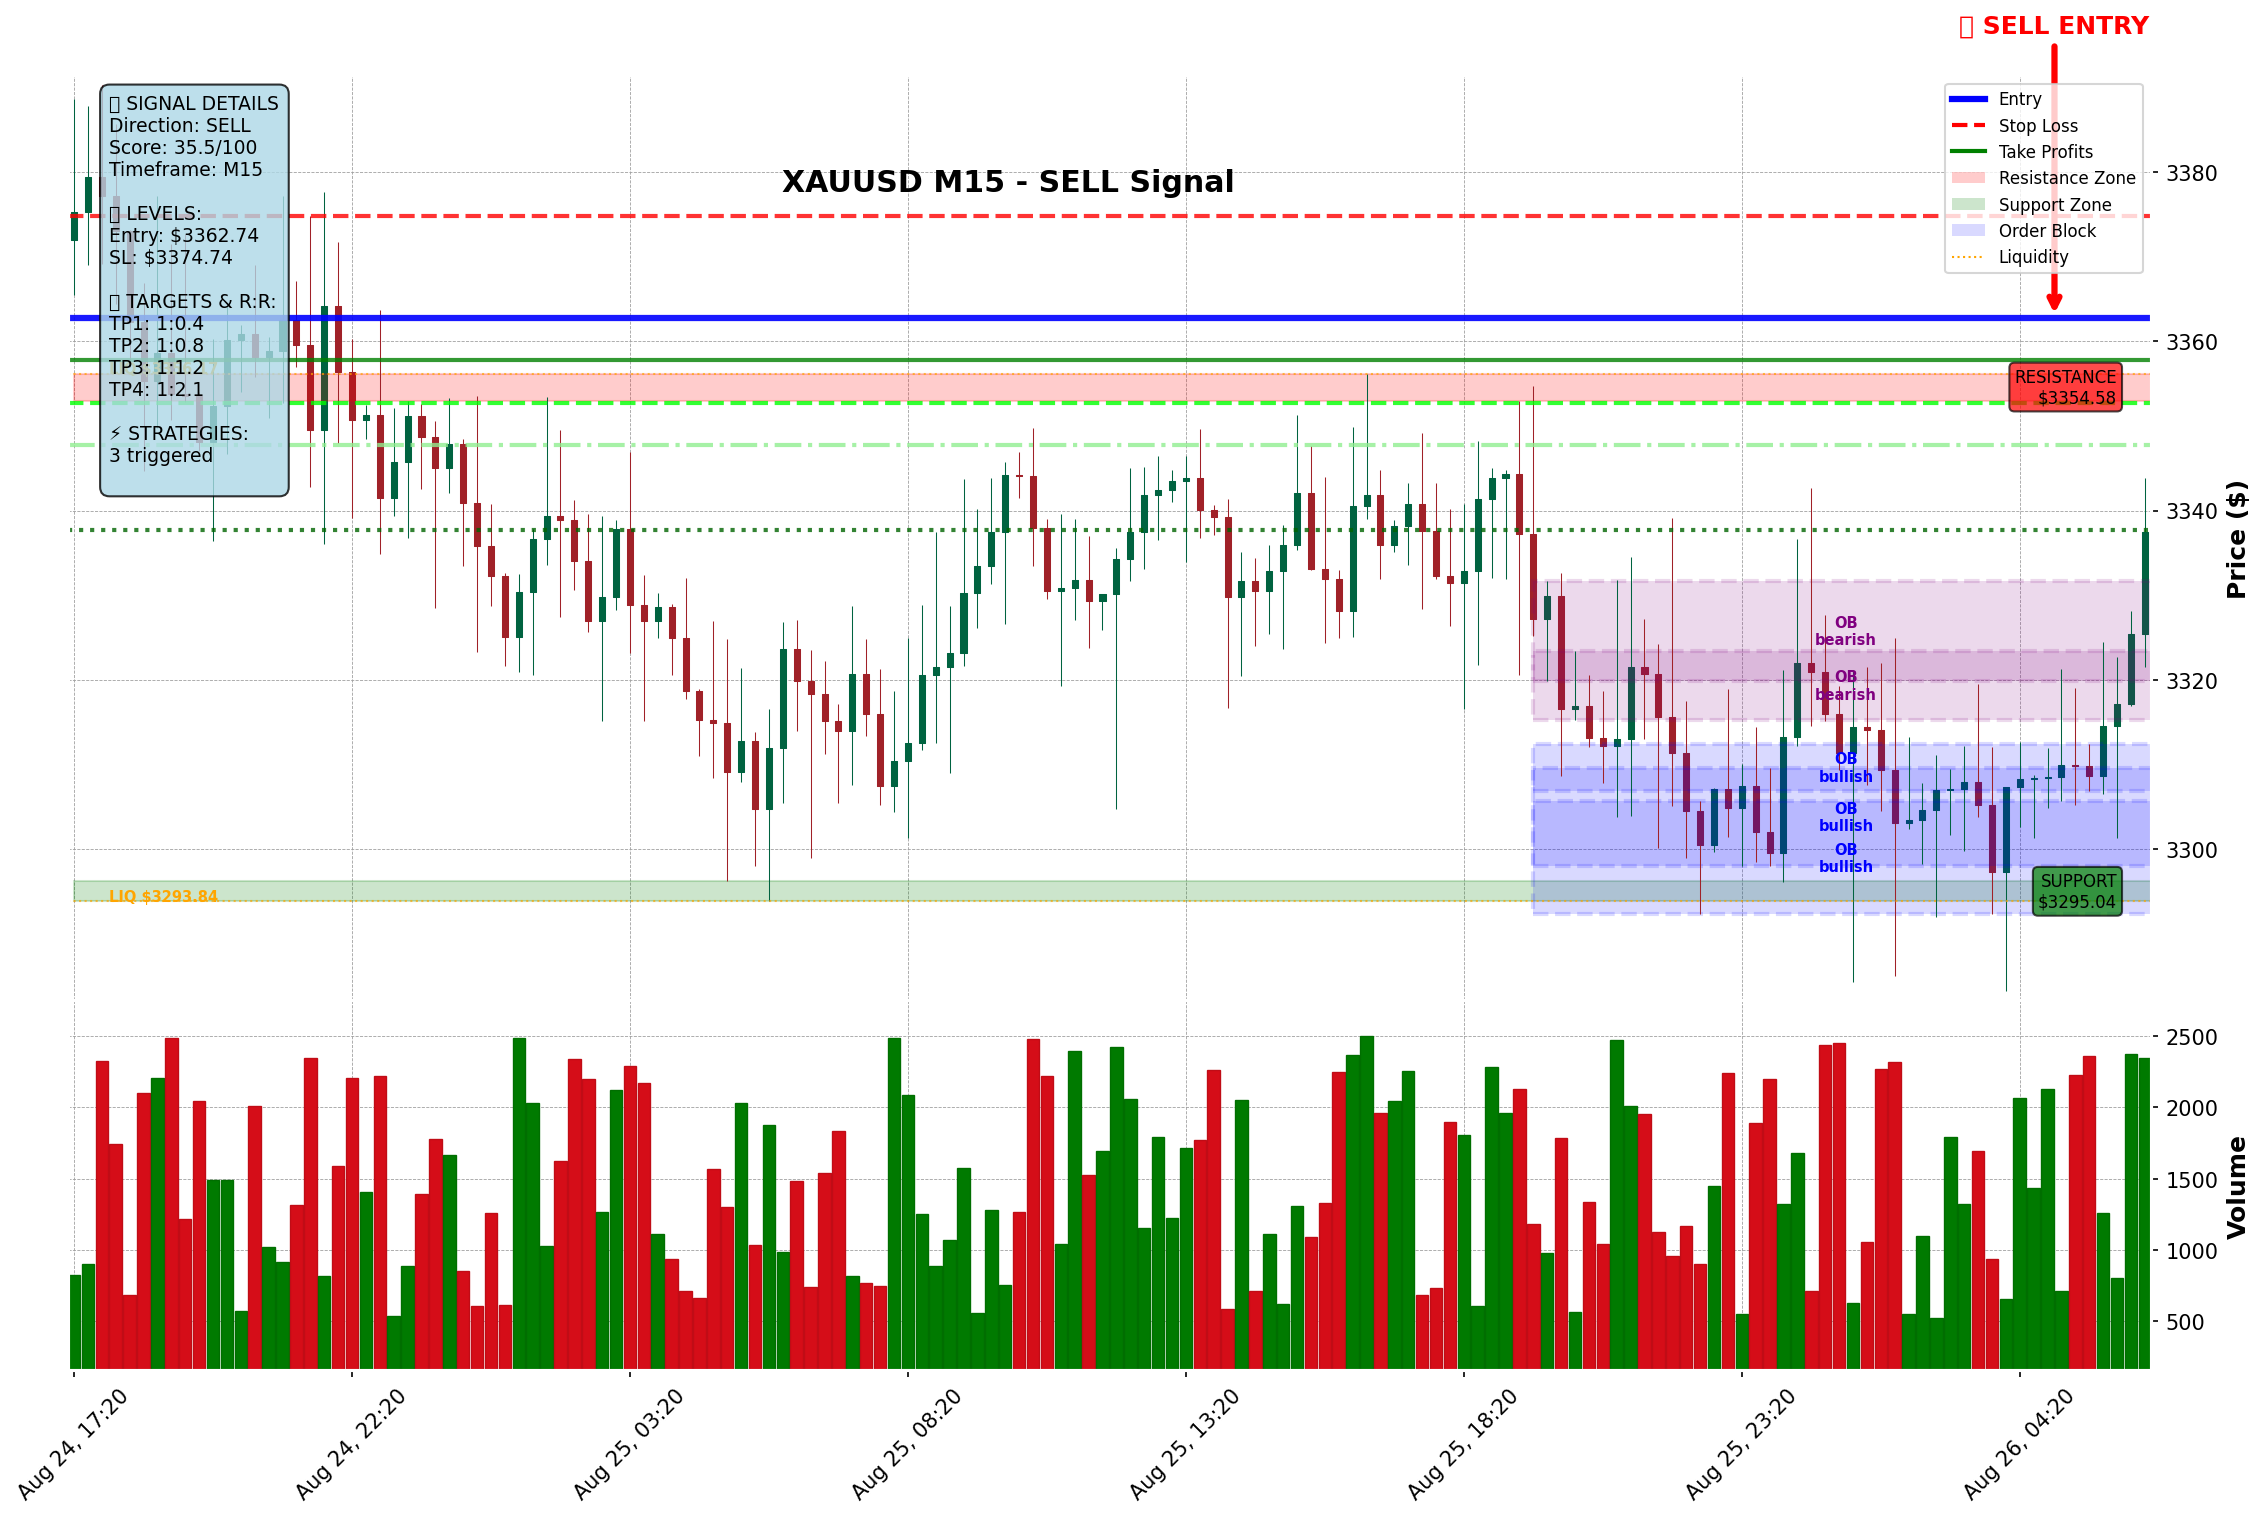 SELL ENTRY
XAUUSD M15 - SELL Signal
SIGNAL DETAILS
Direction: SELL
Score: 35.5/100
Timeframe: M15
LEVELS:
Entry: $3362.74
SL: $3374.74
TARGETS & R:R:
TP1: 1:0.4
TP2: 1:0.8
TP3: 1:1.2
TP4: 1:2.1
⚡ STRATEGIES:
3 triggered
Entry
Stop Loss
Take Profits
Resistance Zone
Support Zone
Order Block
Liquidity
RESISTANCE
$3354.58
OB
bearish
OB
bearish
OB
bullish
OB
bullish
OB
bullish
SUPPORT
$3295.04
LIQ $3293.84
3380
3360
3340
3320
3300
Price ($)
2500
2000
1500
1000
500
Volume
Aug 24, 17:20
Aug 24, 22:20
Aug 25, 03:20
Aug 25, 08:20
Aug 25, 13:20
Aug 25, 18:20
Aug 25, 23:20
Aug 26, 04:20